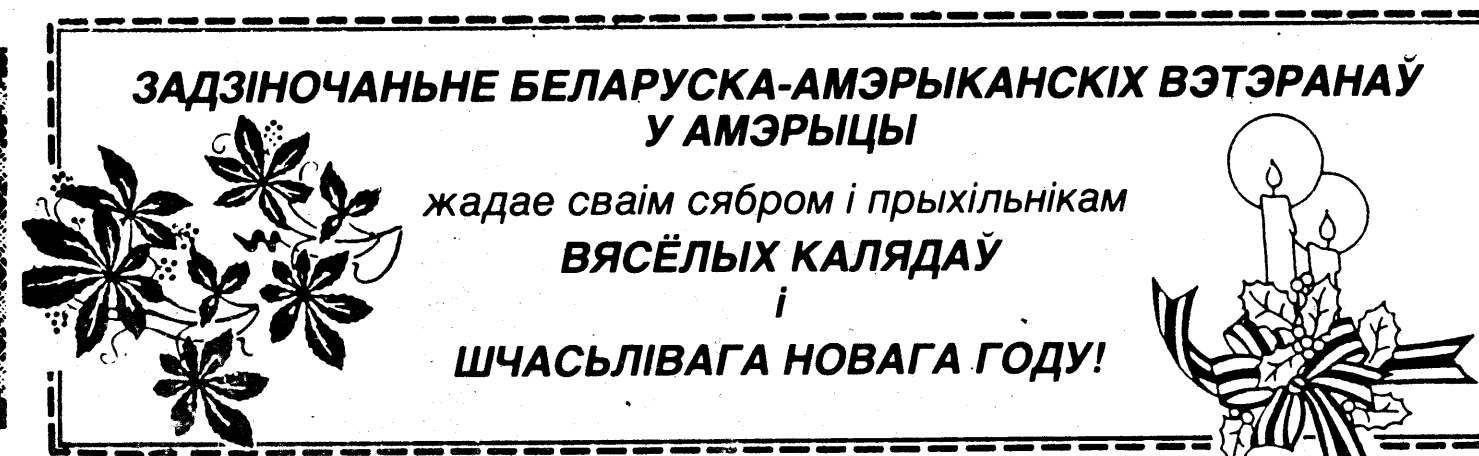 ЗАДЗІНОЧАНЬНЕ БЕЛАРУСКА-АМЭРЫКАНСКІХ ВЭТЭРАНАЎ
У АМЭРЫЦЫ
жадае сваім сябром і прыхільнікам
ВЯСЁЛЫХ КАЛЯДАЎ
і
ШЧАСЬЛІВАГА НОВАГА ГОДУ!